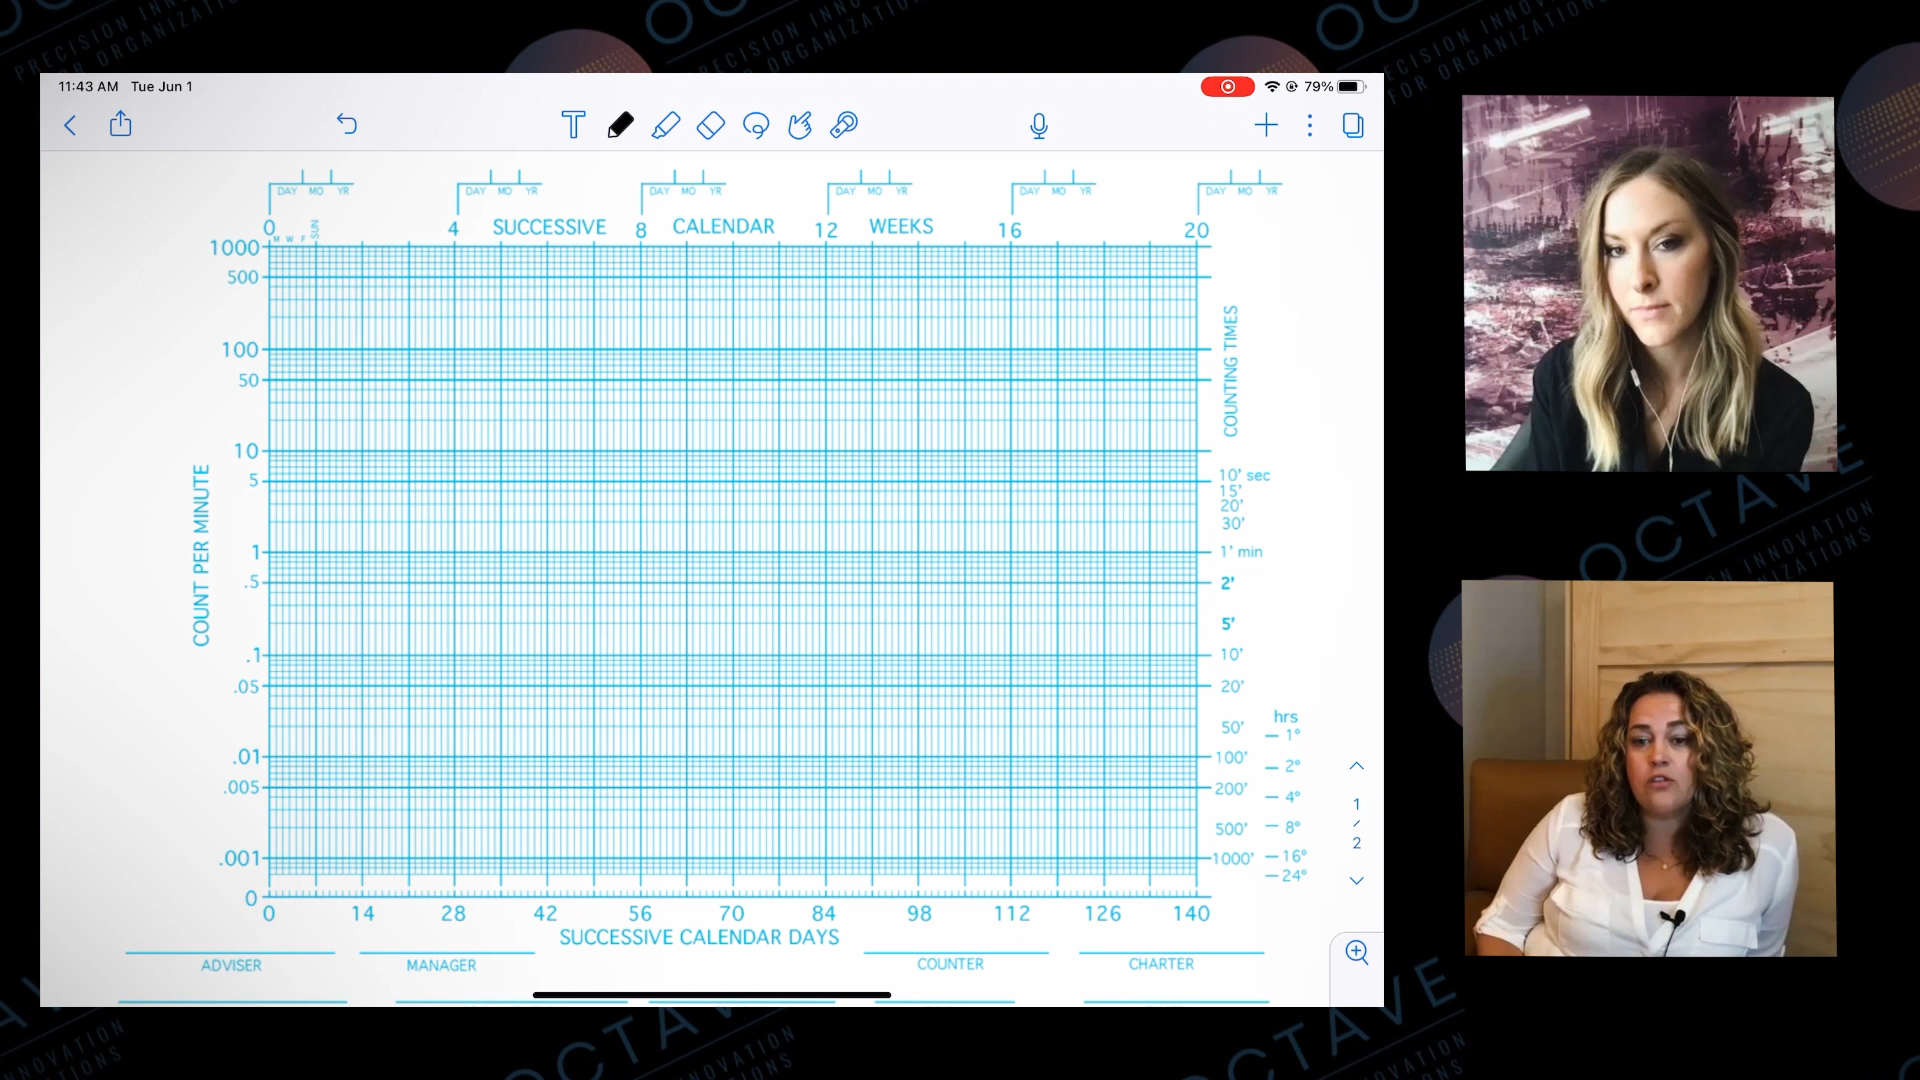 11:43 AM Tue Jun 1
79%
DAY MO YR
DAY MO YR
DAY MO YR
DAY MO YR
DAY MO YR
DAY MO YR
0 4 SUCCESSIVE 8 CALENDAR 12 WEEKS 16 20
M W F SUN
1000
500
100
50
10
5
1
.5
.1
.05
.01
.005
.001
0
COUNT PER MINUTE
COUNTING TIMES
10' sec
15'
20'
30'
1' min
2'
5'
10'
20'
50'
100'
200'
500'
1000'
hrs
1°
2°
4°
8°
16°
24°
1
/
2
0 14 28 42 56 70 84 98 112 126 140
SUCCESSIVE CALENDAR DAYS
ADVISER MANAGER COUNTER CHARTER
OCTAVE